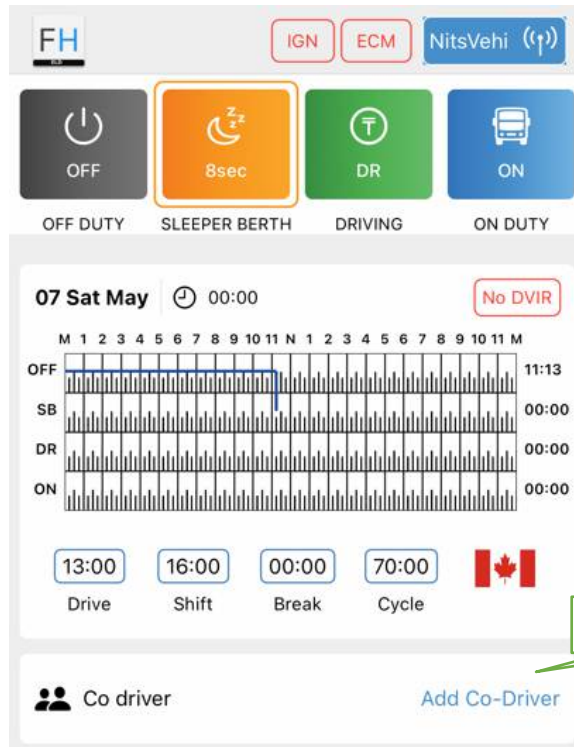 FH
IGN ECM NitsVehi
OFF 8sec DR ON
OFF DUTY SLEEPER BERTH DRIVING ON DUTY
07 Sat May 00:00 No DVIR
M 1 2 3 4 5 6 7 8 9 10 11 N 1 2 3 4 5 6 7 8 9 10 11 M
OFF 11:13
SB 00:00
DR 00:00
ON 00:00
13:00 16:00 00:00 70:00
Drive Shift Break Cycle
Co driver Add Co-Driver